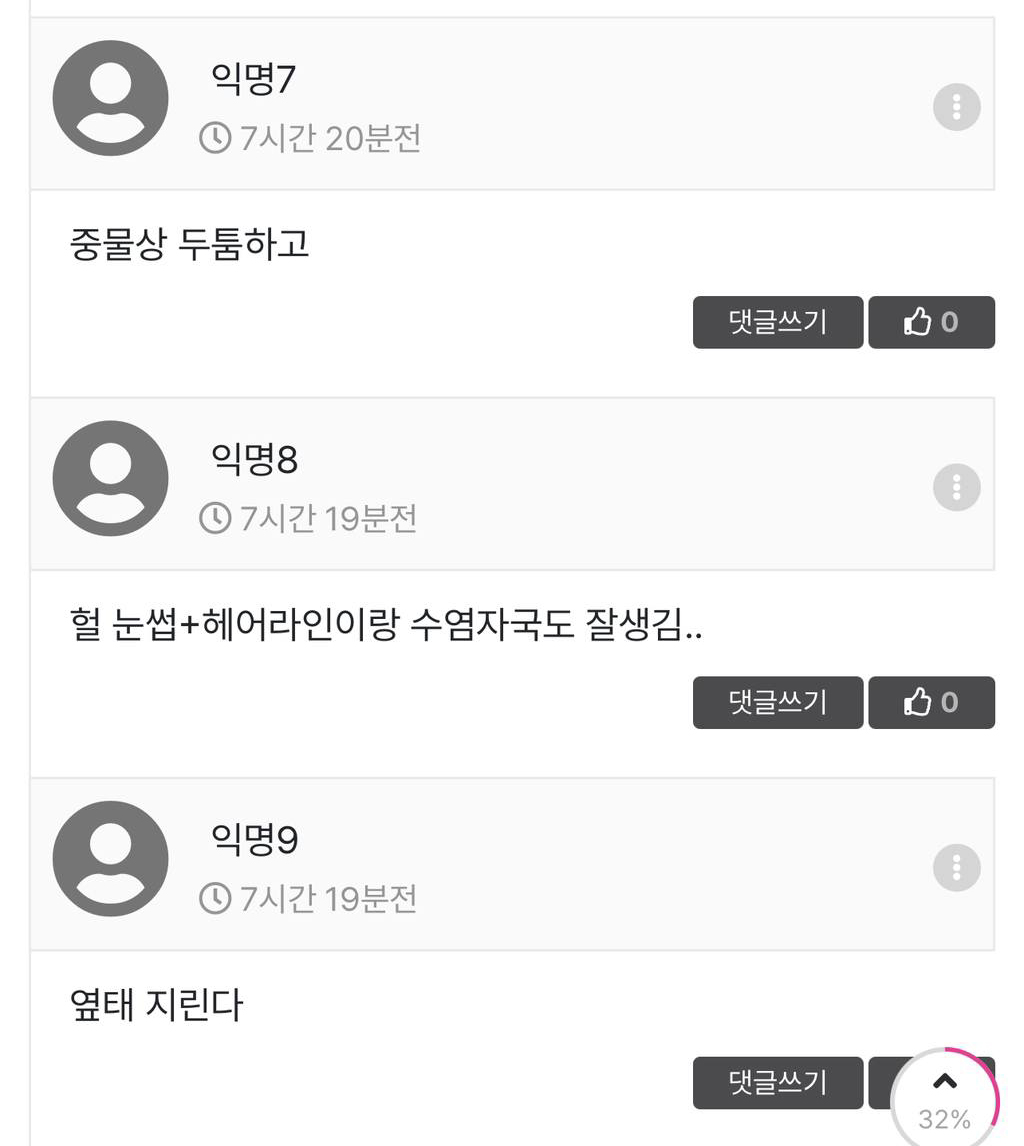 익명7
7시간 20분전
중물상 두툼하고
댓글쓰기 0
익명8
7시간 19분전
헐 눈썹+헤어라인이랑 수염자국도 잘생김..
댓글쓰기 0
익명9
7시간 19분전
옆태 지린다
댓글쓰기
32%